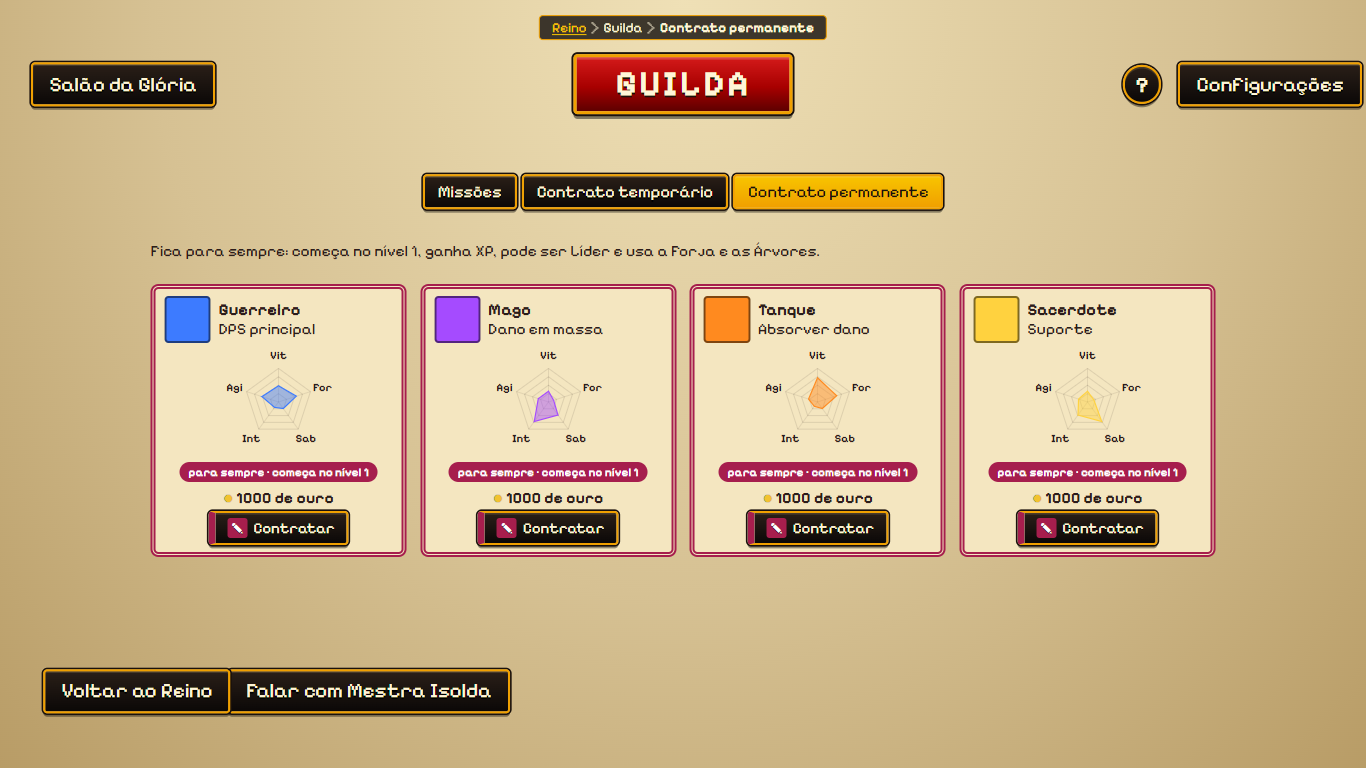 Reino > Guilda > Contrato permanente
Salão da Glória
GUILDA
?
Configurações
Missões
Contrato temporário
Contrato permanente
Fica para sempre: começa no nível 1, ganha XP, pode ser Líder e usa a Forja e as Árvores.
Guerreiro
DPS principal
Vit
Agi
For
Int
Sab
para sempre · começa no nível 1
1000 de ouro
Contratar
Mago
Dano em massa
Vit
Agi
For
Int
Sab
para sempre · começa no nível 1
1000 de ouro
Contratar
Tanque
Absorver dano
Vit
Agi
For
Int
Sab
para sempre · começa no nível 1
1000 de ouro
Contratar
Sacerdote
Suporte
Vit
Agi
For
Int
Sab
para sempre · começa no nível 1
1000 de ouro
Contratar
Voltar ao Reino
Falar com Mestra Isolda